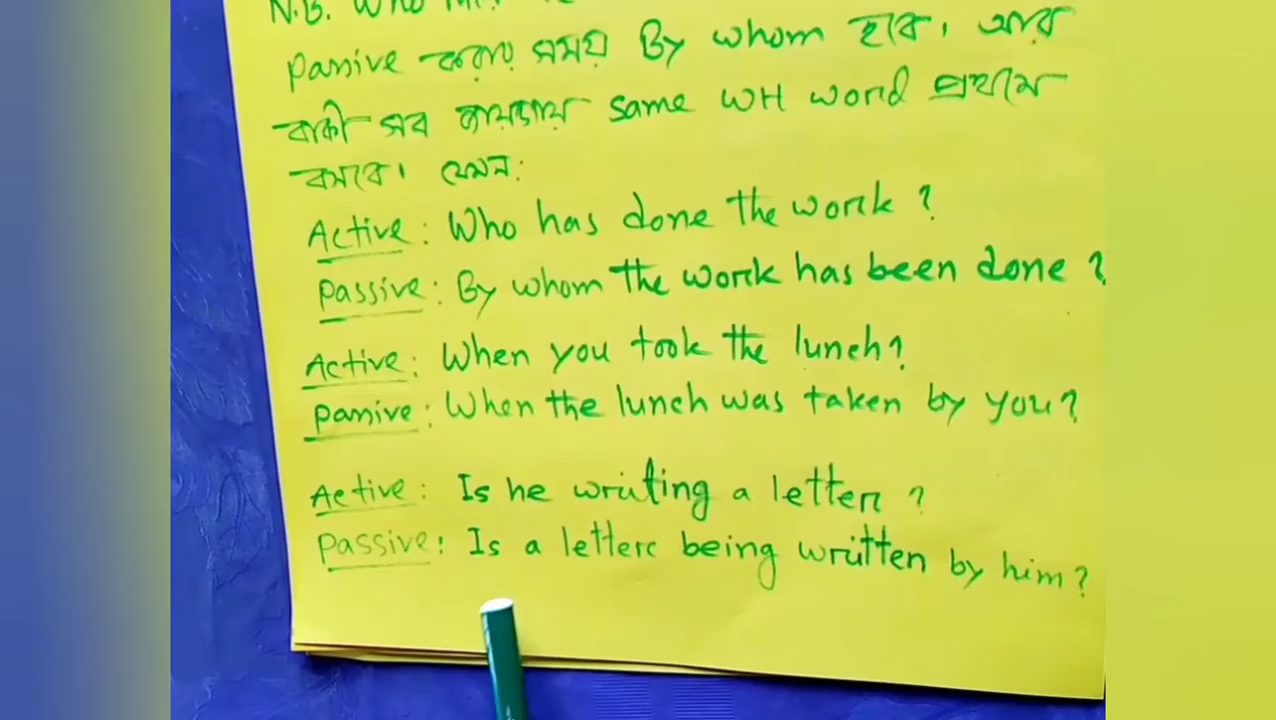 N.B. Who
Passive করার সময় By whom হবে। আর
বাকী সব জায়গায় same WH word প্রথমে
বসবে। যেমন:
Active: Who has done the work?
Passive: By whom the work has been done?
Active: When you took the lunch?
Passive: When the lunch was taken by you?
Active: Is he writing a letter?
Passive: Is a letter being written by him?